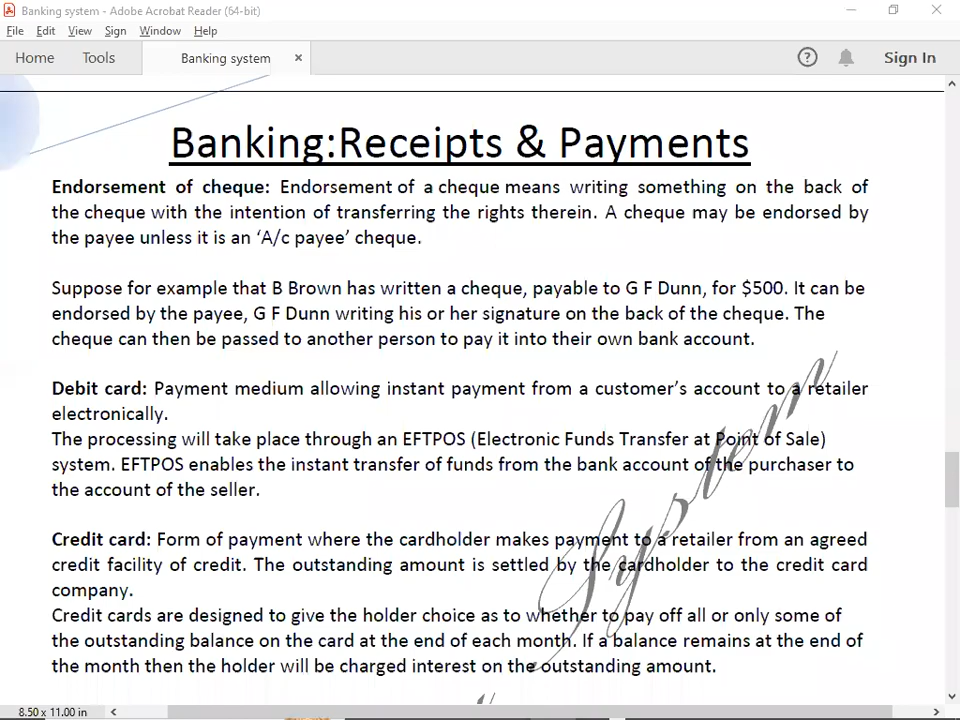 Banking system - Adobe Acrobat Reader (64-bit)
File Edit View Window Sign Help
Home Tools Banking system × ? Sign In
Banking:Receipts & Payments
Endorsement of cheque: Endorsement of a cheque means writing something on the back of
the cheque with the intention of transferring the rights therein. A cheque may be endorsed by
the payee unless it is an ‘A/c payee’ cheque.
Suppose for example that B Brown has written a cheque, payable to G F Dunn, for $500. It can be
endorsed by the payee, G F Dunn writing his or her signature on the back of the cheque. The
cheque can then be passed to another person to pay it into their own bank account.
Debit card: Payment medium allowing instant payment from a customer’s account to a retailer
electronically.
The processing will take place through an EFTPOS (Electronic Funds Transfer at Point of Sale)
system. EFTPOS enables the instant transfer of funds from the bank account of the purchaser to
the account of the seller.
Credit card: Form of payment where the cardholder makes payment to a retailer from an agreed
credit facility of credit. The outstanding amount is settled by the cardholder to the credit card
company.
Credit cards are designed to give the holder choice as to whether to pay off all or only some of
the outstanding balance on the card at the end of each month. If a balance remains at the end of
the month then the holder will be charged interest on the outstanding amount.
System
8.50 x 11.00 in